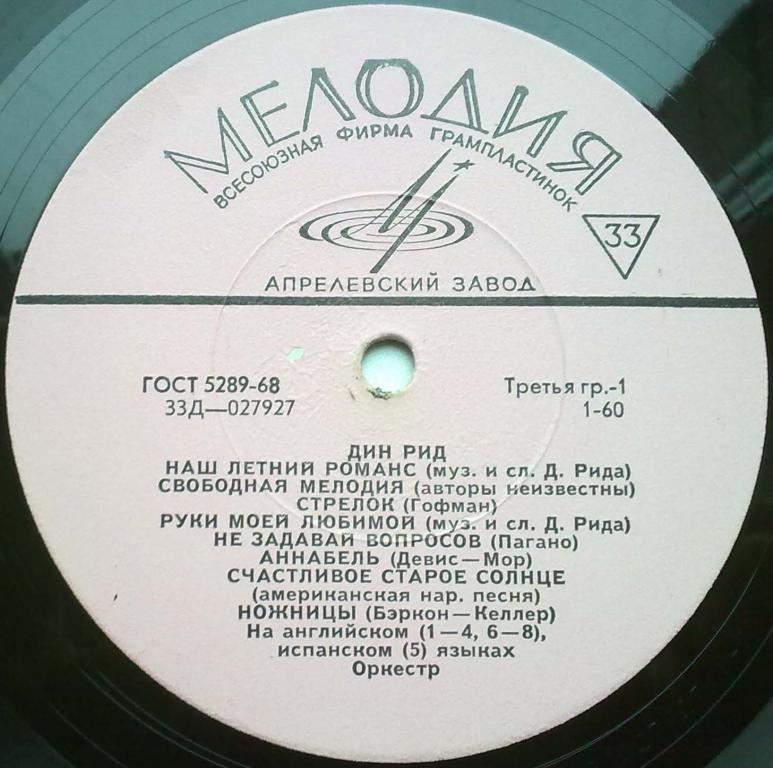 МЕЛОДИЯ
ВСЕСОЮЗНАЯ ФИРМА ГРАМПЛАСТИНОК
33
АПРЕЛЕВСКИЙ ЗАВОД
ГОСТ 5289-68
Третья гр.-1
33Д—027927
1-60
ДИН РИД
НАШ ЛЕТНИЙ РОМАНС (муз. и сл. Д. Рида)
СВОБОДНАЯ МЕЛОДИЯ (авторы неизвестны)
СТРЕЛОК (Гофман)
РУКИ МОЕЙ ЛЮБИМОЙ (муз. и сл. Д. Рида)
НЕ ЗАДАВАЙ ВОПРОСОВ (Пагано)
АННАБЕЛЬ (Девис—Мор)
СЧАСТЛИВОЕ СТАРОЕ СОЛНЦЕ
(американская нар. песня)
НОЖНИЦЫ (Бэркон—Келлер)
На английском (1—4, 6—8),
испанском (5) языках
Оркестр